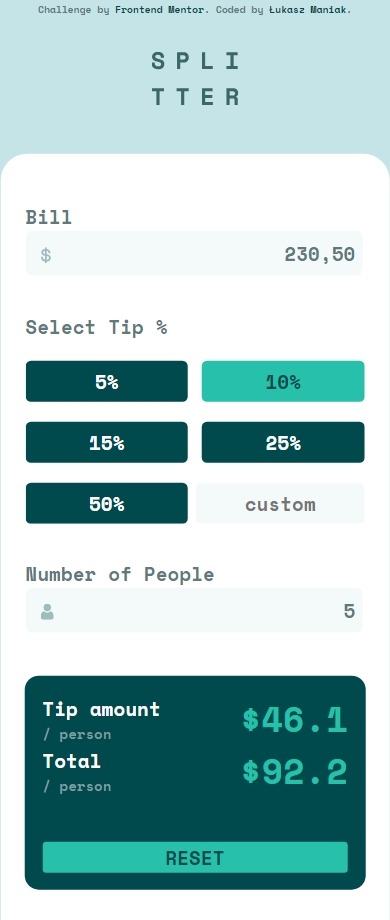 Challenge by Frontend Mentor. Coded by Łukasz Maniak.
SPLI
TTER
Bill
$ 230,50
Select Tip %
5% 10%
15% 25%
50% custom
Number of People
5
Tip amount $46.1
/ person
Total $92.2
/ person
RESET